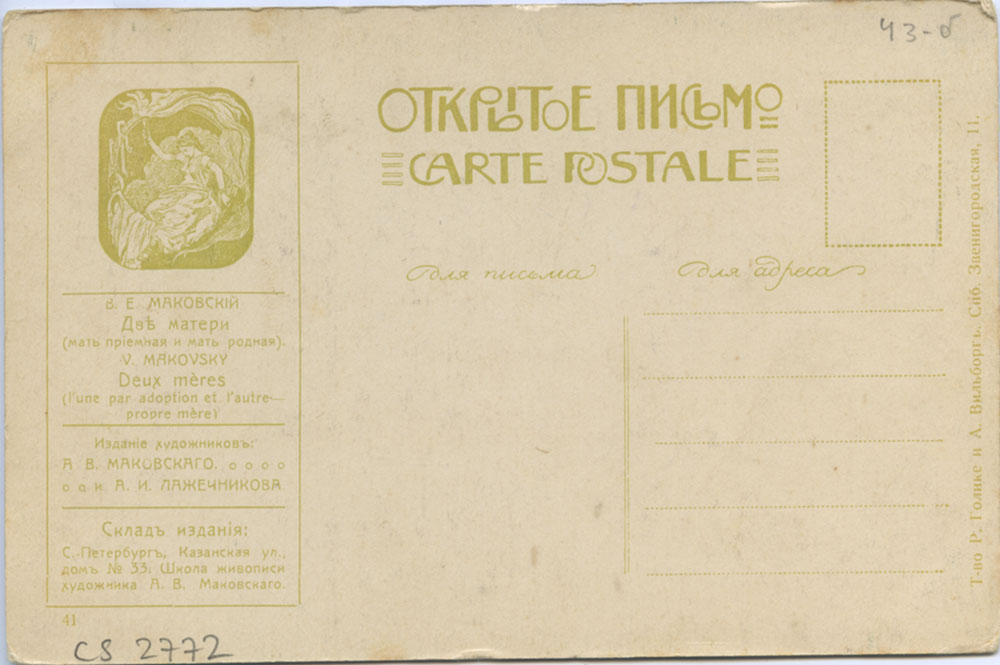 43-б
ОТКРЫТОЕ ПИСЬМО
CARTE POSTALE
для письма
для адреса
В. Е. МАКОВСКІЙ
Двѣ матери
(мать пріемная и мать родная).
V. MAKOVSKY
Deux mères
(l'une par adoption et l'autre—
propre mère)
Изданіе художниковъ:
А В. МАКОВСКАГО. о о о о
о о и А. И. ЛАЖЕЧНИКОВА
Складъ изданія:
С.-Петербургъ, Казанская ул.,
домъ № 33. Школа живописи
художника А. В. Маковскаго.
41
CS 2772
Т-во Р. Голике и А. Вильборгъ. Спб. Звенигородская, 11.